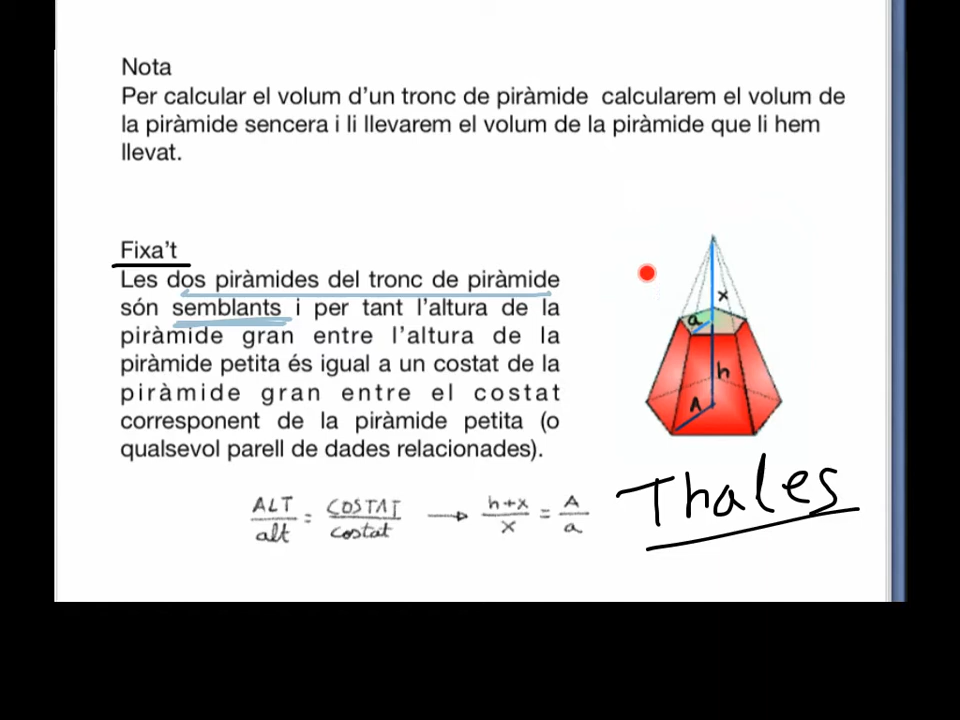 Nota
Per calcular el volum d'un tronc de piràmide calcularem el volum de
la piràmide sencera i li llevarem el volum de la piràmide que li hem
llevat.
Fixa't
Les dos piràmides del tronc de piràmide
són semblants i per tant l'altura de la
piràmide gran entre l'altura de la
piràmide petita és igual a un costat de la
piràmide gran entre el costat
corresponent de la piràmide petita (o
qualsevol parell de dades relacionades).
x
a
h
A
ALT/alt = COSTAT/costat → h+x/x = A/a
Thales